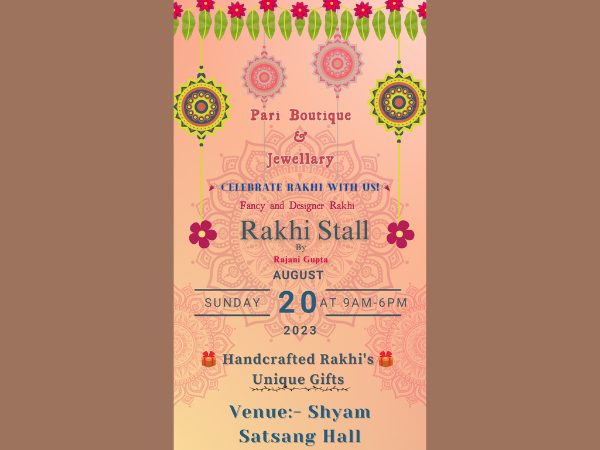 Pari Boutique
&
Jewellary
CELEBRATE RAKHI WITH US!
Fancy and Designer Rakhi
Rakhi Stall
By
Rajani Gupta
AUGUST
SUNDAY 20 AT 9AM-6PM
2023
Handcrafted Rakhi's
Unique Gifts
Venue:- Shyam
Satsang Hall